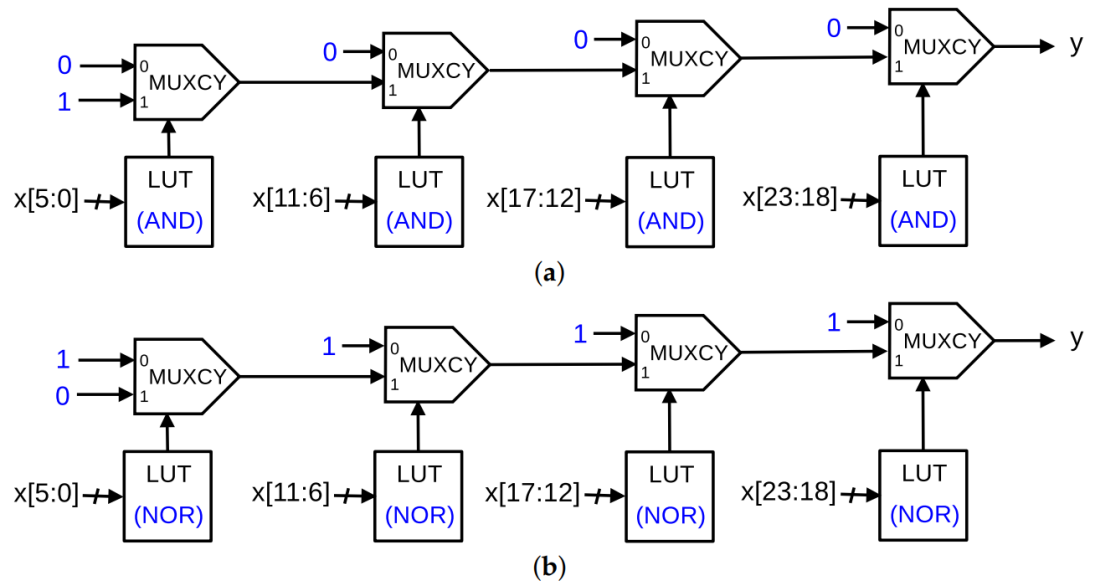 0 0 MUXCY 1 1
0 0 MUXCY 1
0 0 MUXCY 1
0 0 MUXCY 1 y
x[5:0] LUT (AND)
x[11:6] LUT (AND)
x[17:12] LUT (AND)
x[23:18] LUT (AND)
(a)
1 0 MUXCY 0 1
1 0 MUXCY 1
1 0 MUXCY 1
1 0 MUXCY 1 y
x[5:0] LUT (NOR)
x[11:6] LUT (NOR)
x[17:12] LUT (NOR)
x[23:18] LUT (NOR)
(b)